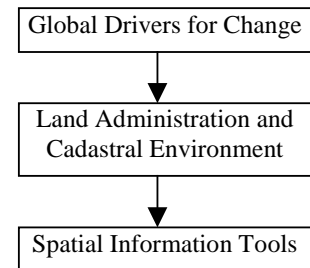 Global Drivers for Change
Land Administration and
Cadastral Environment
Spatial Information Tools